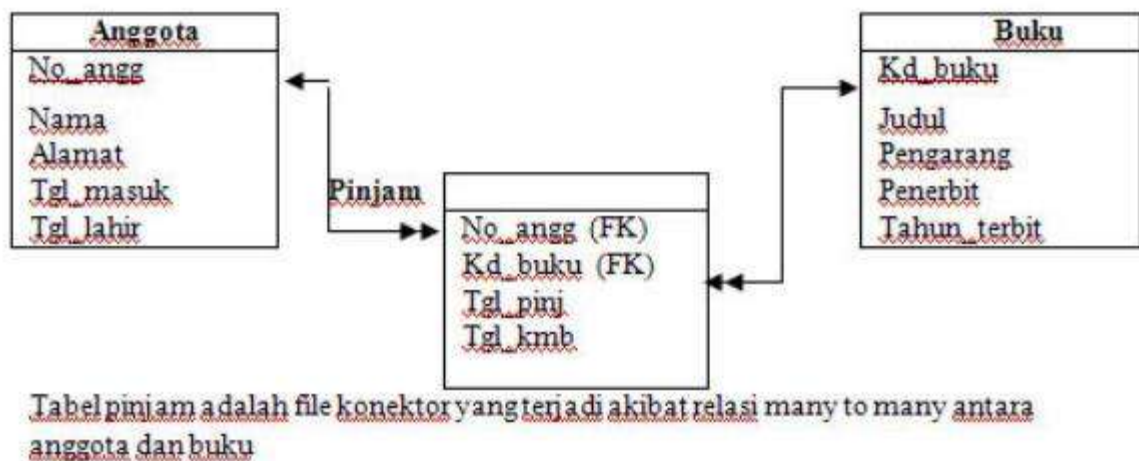 Anggota
No_angg
Nama
Alamat
Tgl_masuk
Tgl_lahir
Pinjam
No_angg (FK)
Kd_buku (FK)
Tgl_pinj
Tgl_kmb
Buku
Kd_buku
Judul
Pengarang
Penerbit
Tahun_terbit
Tabel pinjam adalah file konektor yang terjadi akibat relasi many to many antara
anggota dan buku